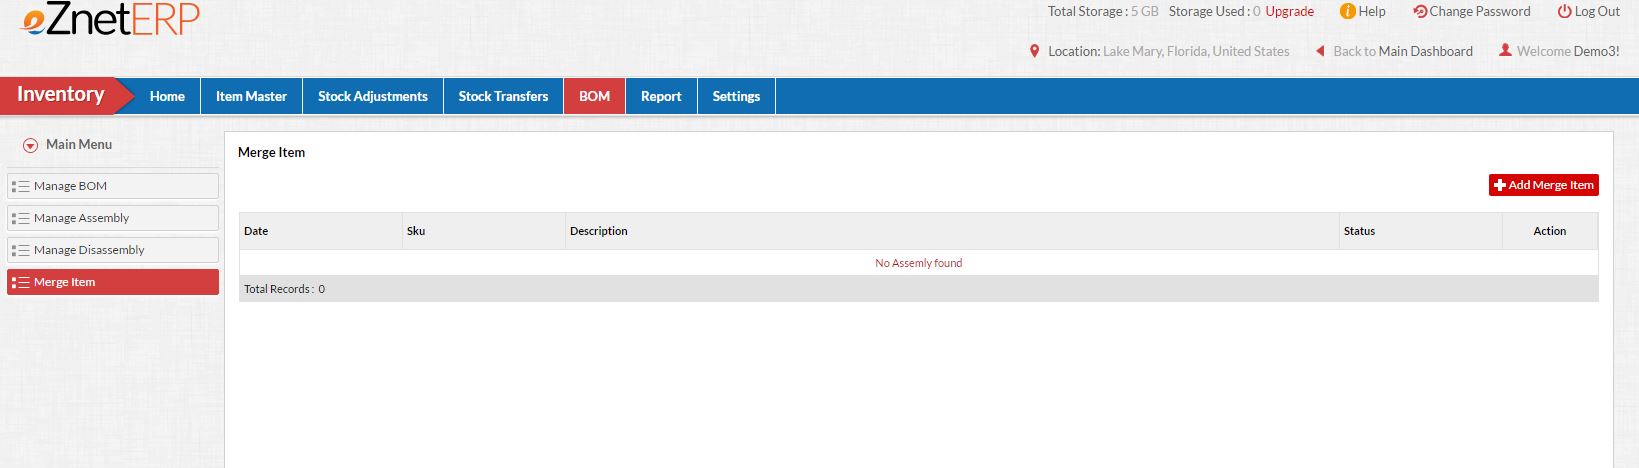 eZnetERP
Total Storage : 5 GB Storage Used : 0 Upgrade Help Change Password Log Out
Location: Lake Mary, Florida, United States Back to Main Dashboard Welcome Demo3!
Inventory Home Item Master Stock Adjustments Stock Transfers BOM Report Settings
Main Menu
Manage BOM
Manage Assembly
Manage Disassembly
Merge Item
Merge Item
Add Merge Item
Date Sku Description Status Action
No Assemly found
Total Records : 0